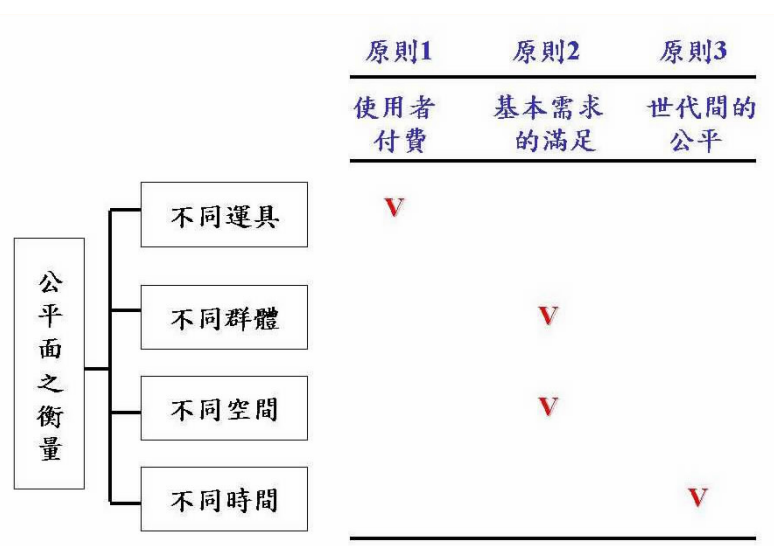 原則1 原則2 原則3
使用者付費 基本需求的滿足 世代間的公平
公平面之衡量
不同運具 V
不同群體 V
不同空間 V
不同時間 V